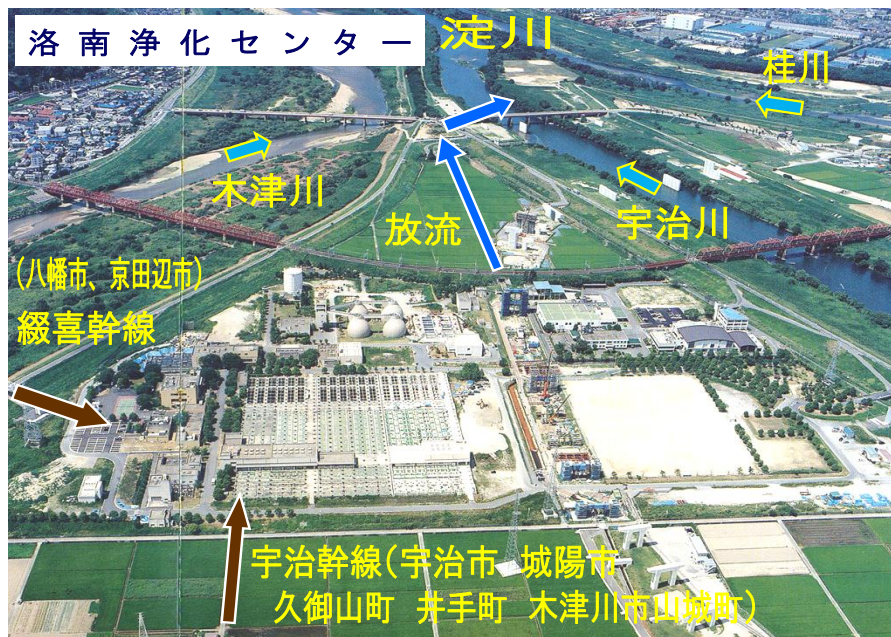 洛南浄化センター
淀川
桂川
木津川
宇治川
放流
(八幡市、京田辺市)
綴喜幹線
宇治幹線(宇治市 城陽市
久御山町 井手町 木津川市山城町)